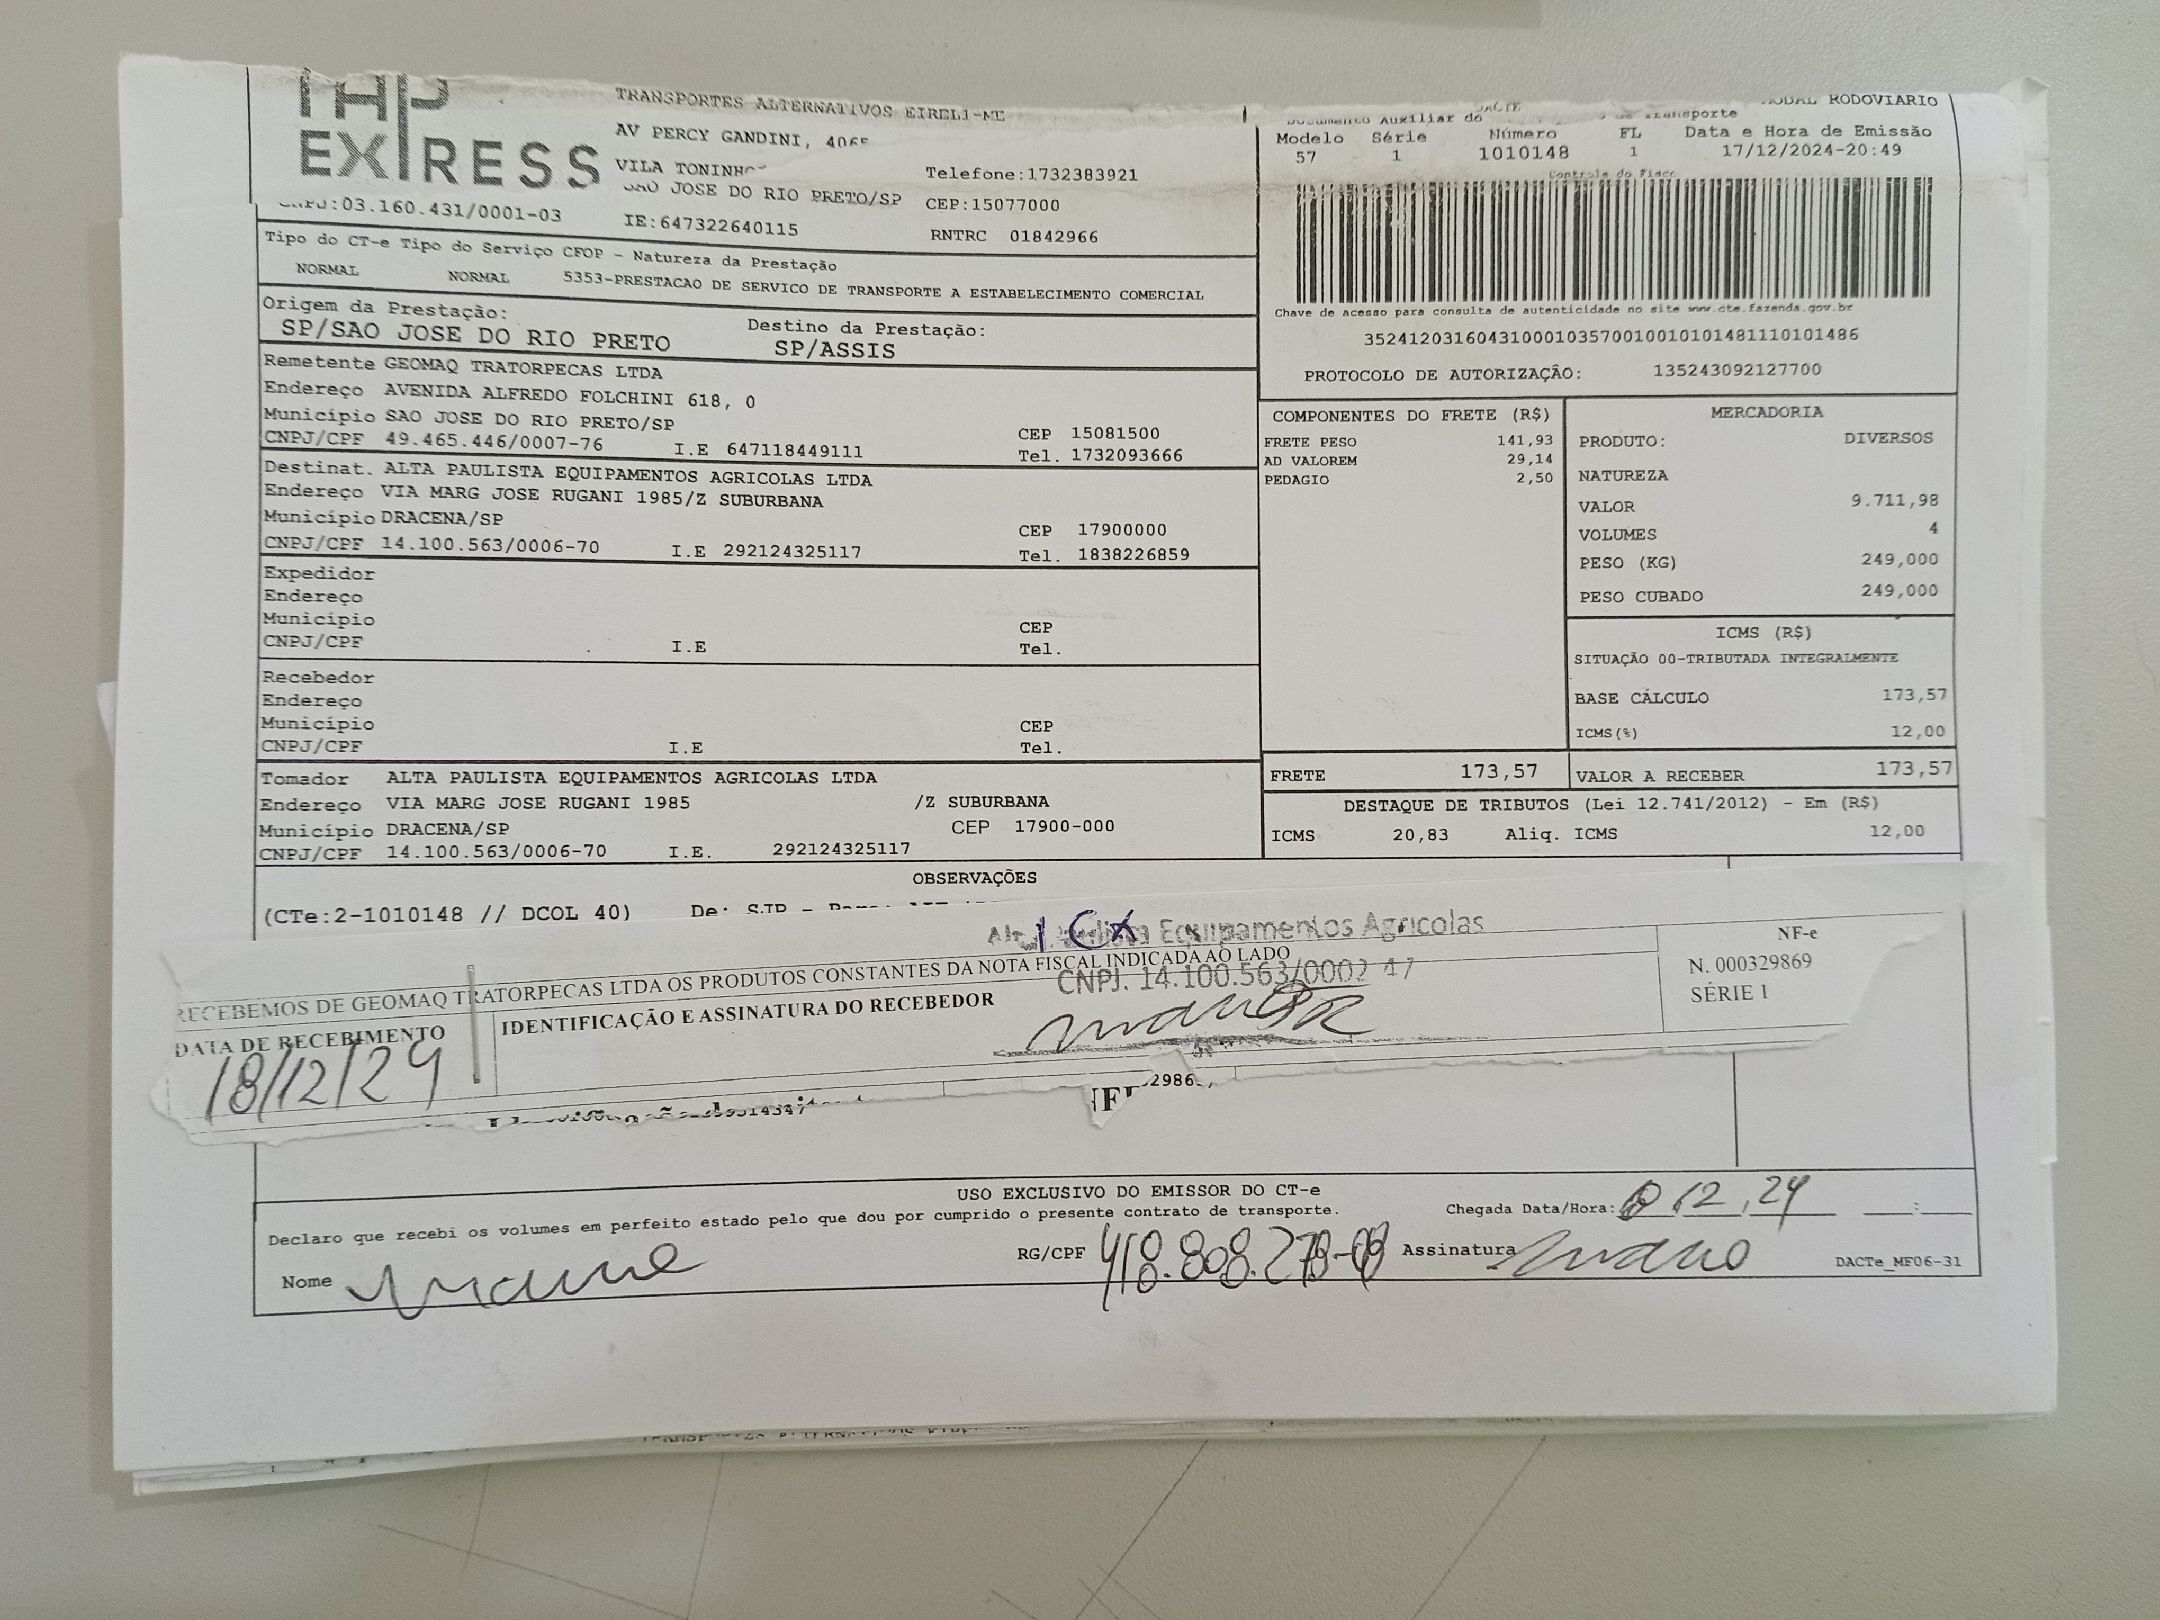 THP
EXPRESS
TRANSPORTES ALTERNATIVOS EIRELI-ME
AV PERCY GANDINI, 4065
VILA TONINHO
SAO JOSE DO RIO PRETO/SP
Telefone:1732383921
CEP:15077000
CNPJ:03.160.431/0001-03
IE:647322640115
RNTRC 01842966
DACTE
MODAL RODOVIARIO
Documento Auxiliar do Transporte
Modelo Série Número FL Data e Hora de Emissão
57 1 1010148 1 17/12/2024-20:49
Controle do Fisco
Chave de acesso para consulta de autenticidade no site www.cte.fazenda.gov.br
35241203160431000103570010010101481110101486
PROTOCOLO DE AUTORIZAÇÃO: 135243092127700
Tipo do CT-e Tipo do Serviço CFOP - Natureza da Prestação
NORMAL NORMAL 5353-PRESTACAO DE SERVICO DE TRANSPORTE A ESTABELECIMENTO COMERCIAL
Origem da Prestação: Destino da Prestação:
SP/SAO JOSE DO RIO PRETO SP/ASSIS
Remetente GEOMAQ TRATORPECAS LTDA
Endereço AVENIDA ALFREDO FOLCHINI 618, 0
Município SAO JOSE DO RIO PRETO/SP CEP 15081500
CNPJ/CPF 49.465.446/0007-76 I.E 647118449111 Tel. 1732093666
Destinat. ALTA PAULISTA EQUIPAMENTOS AGRICOLAS LTDA
Endereço VIA MARG JOSE RUGANI 1985/Z SUBURBANA
Município DRACENA/SP CEP 17900000
CNPJ/CPF 14.100.563/0006-70 I.E 292124325117 Tel. 1838226859
Expedidor
Endereço
Município CEP
CNPJ/CPF I.E Tel.
Recebedor
Endereço
Município CEP
CNPJ/CPF I.E Tel.
Tomador ALTA PAULISTA EQUIPAMENTOS AGRICOLAS LTDA
Endereço VIA MARG JOSE RUGANI 1985 /Z SUBURBANA
Município DRACENA/SP CEP 17900-000
CNPJ/CPF 14.100.563/0006-70 I.E. 292124325117
COMPONENTES DO FRETE (R$)
FRETE PESO 141,93
AD VALOREM 29,14
PEDAGIO 2,50
MERCADORIA
PRODUTO: DIVERSOS
NATUREZA
VALOR 9.711,98
VOLUMES 4
PESO (KG) 249,000
PESO CUBADO 249,000
ICMS (R$)
SITUAÇÃO 00-TRIBUTADA INTEGRALMENTE
BASE CÁLCULO 173,57
ICMS(%) 12,00
FRETE 173,57 VALOR A RECEBER 173,57
DESTAQUE DE TRIBUTOS (Lei 12.741/2012) - Em (R$)
ICMS 20,83 Aliq. ICMS 12,00
OBSERVAÇÕES
(CTe:2-1010148 // DCOL 40) De: SJP -
1 CX
Alta Paulista Equipamentos Agricolas
CNPJ. 14.100.563/0002 47
RECEBEMOS DE GEOMAQ TRATORPECAS LTDA OS PRODUTOS CONSTANTES DA NOTA FISCAL INDICADA AO LADO
DATA DE RECEBIMENTO IDENTIFICAÇÃO E ASSINATURA DO RECEBEDOR
18/12/24
NF-e
N. 000329869
SÉRIE 1
USO EXCLUSIVO DO EMISSOR DO CT-e
Declaro que recebi os volumes em perfeito estado pelo que dou por cumprido o presente contrato de transporte.
Chegada Data/Hora: 12 24
Nome
RG/CPF 418.808.278-08 Assinatura
DACTe_MF06-31